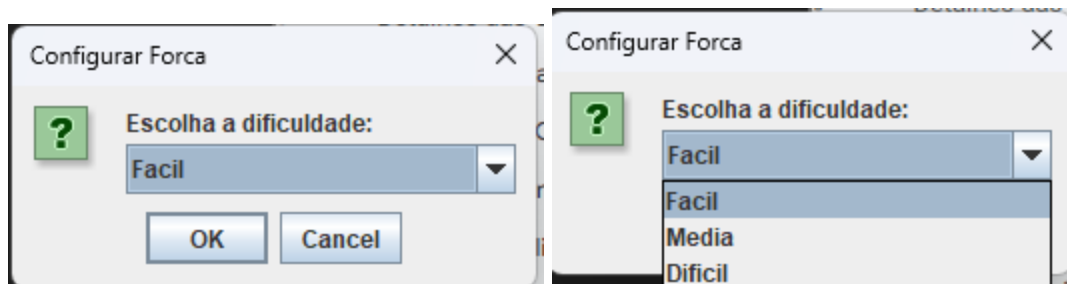 Configurar Forca
?
Escolha a dificuldade:
Facil
OK
Cancel
Configurar Forca
?
Escolha a dificuldade:
Facil
Facil
Media
Dificil